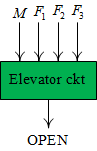 M F1 F2 F3
Elevator ckt
OPEN